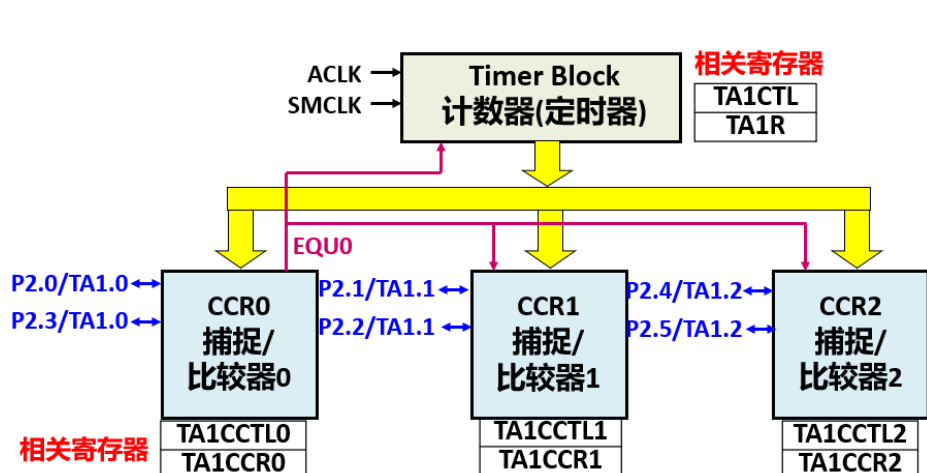 相关寄存器
ACLK
Timer Block
TA1CTL
SMCLK
计数器(定时器)
TA1R
EQU0
P2.0/TA1.0
P2.3/TA1.0
CCR0
捕捉/
比较器0
P2.1/TA1.1
P2.2/TA1.1
CCR1
捕捉/
比较器1
P2.4/TA1.2
P2.5/TA1.2
CCR2
捕捉/
比较器2
相关寄存器
TA1CCTL0
TA1CCR0
TA1CCTL1
TA1CCR1
TA1CCTL2
TA1CCR2